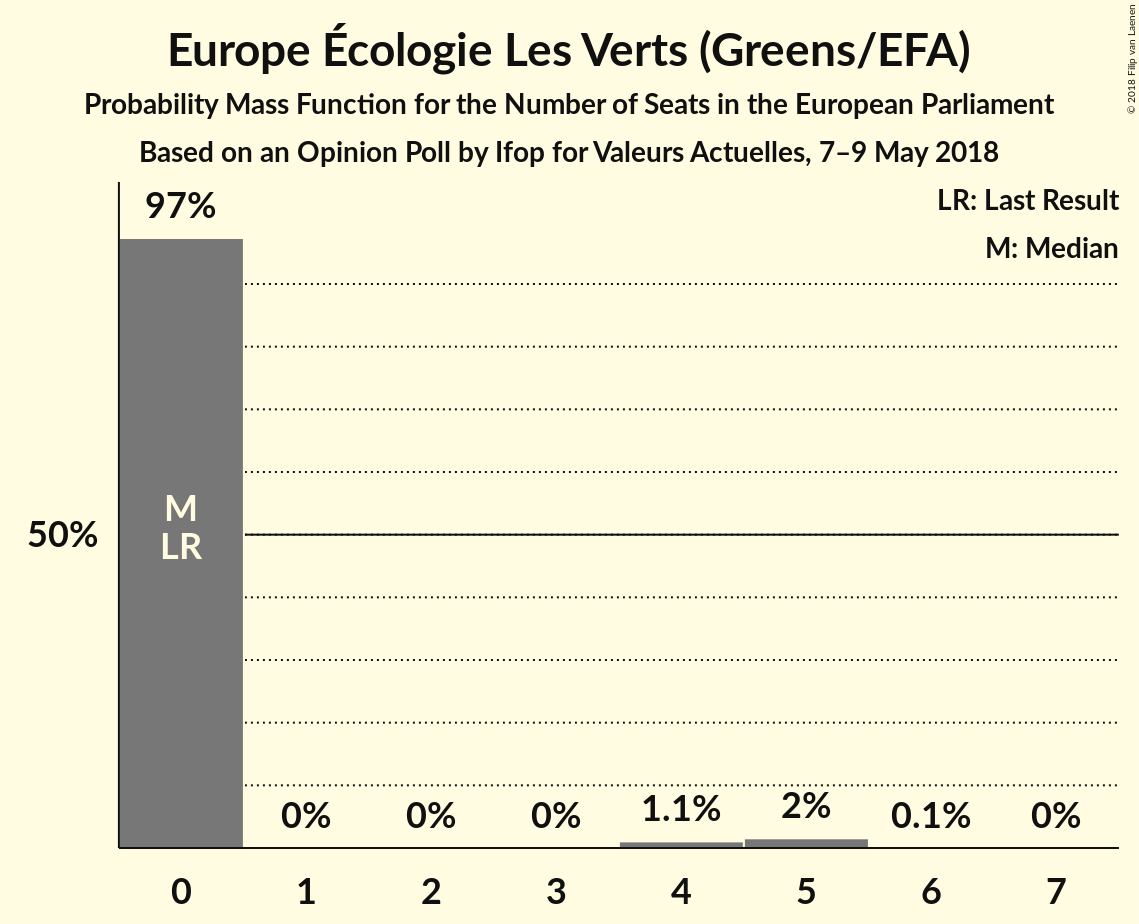 Europe Écologie Les Verts (Greens/EFA)
Probability Mass Function for the Number of Seats in the European Parliament
Based on an Opinion Poll by Ifop for Valeurs Actuelles, 7–9 May 2018
© 2018 Filip van Laenen
LR: Last Result
M: Median
97%
M
LR
50%
0%
0%
0%
1.1%
2%
0.1%
0%
0 1 2 3 4 5 6 7